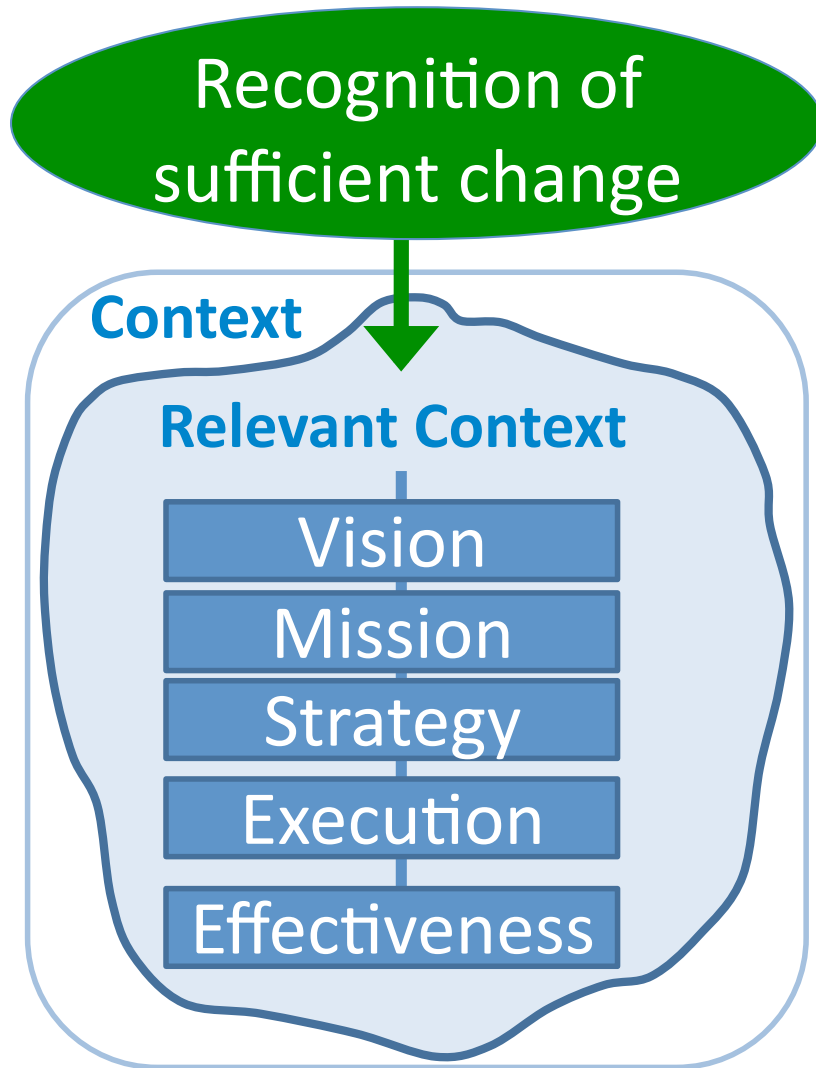 Recognition of
sufficient change
Context
Relevant Context
Vision
Mission
Strategy
Execution
Effectiveness